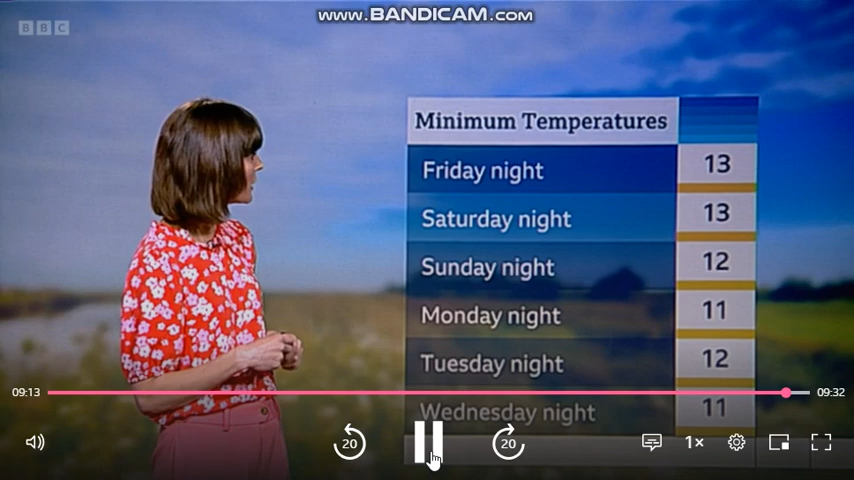 www.BANDICAM.com
BBC
Minimum Temperatures
Friday night 13
Saturday night 13
Sunday night 12
Monday night 11
Tuesday night 12
Wednesday night 11
09:13 09:32
20 20 1×